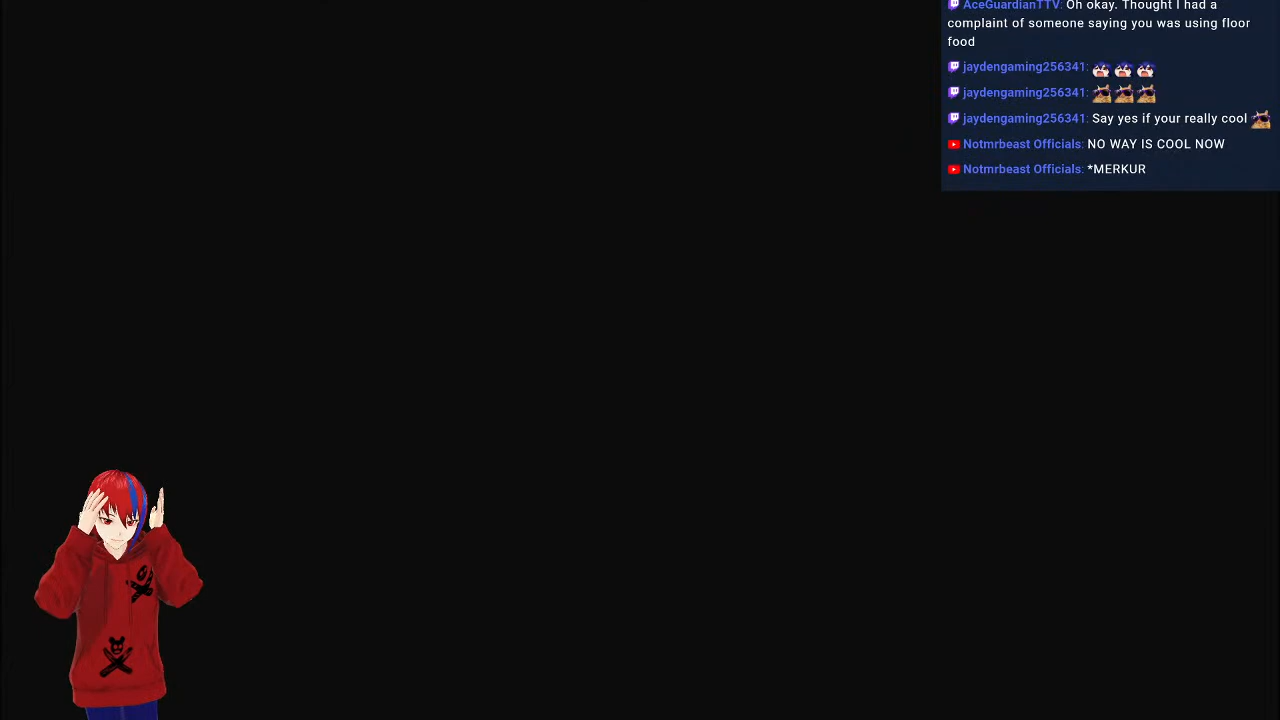 AceGuardianTTV: Oh okay. Thought I had a
complaint of someone saying you was using floor
food
jaydengaming256341:
jaydengaming256341:
jaydengaming256341: Say yes if your really cool
Notmrbeast Officials: NO WAY IS COOL NOW
Notmrbeast Officials: *MERKUR